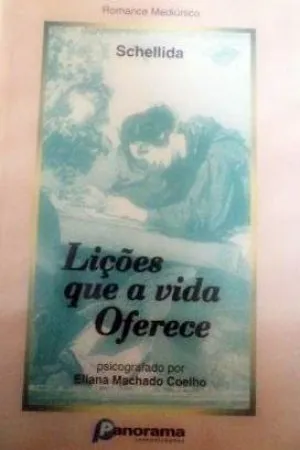 Romance Mediúnico
Schellida
Lições
que a vida
Oferece
psicografado por
Eliana Machado Coelho
Panorama